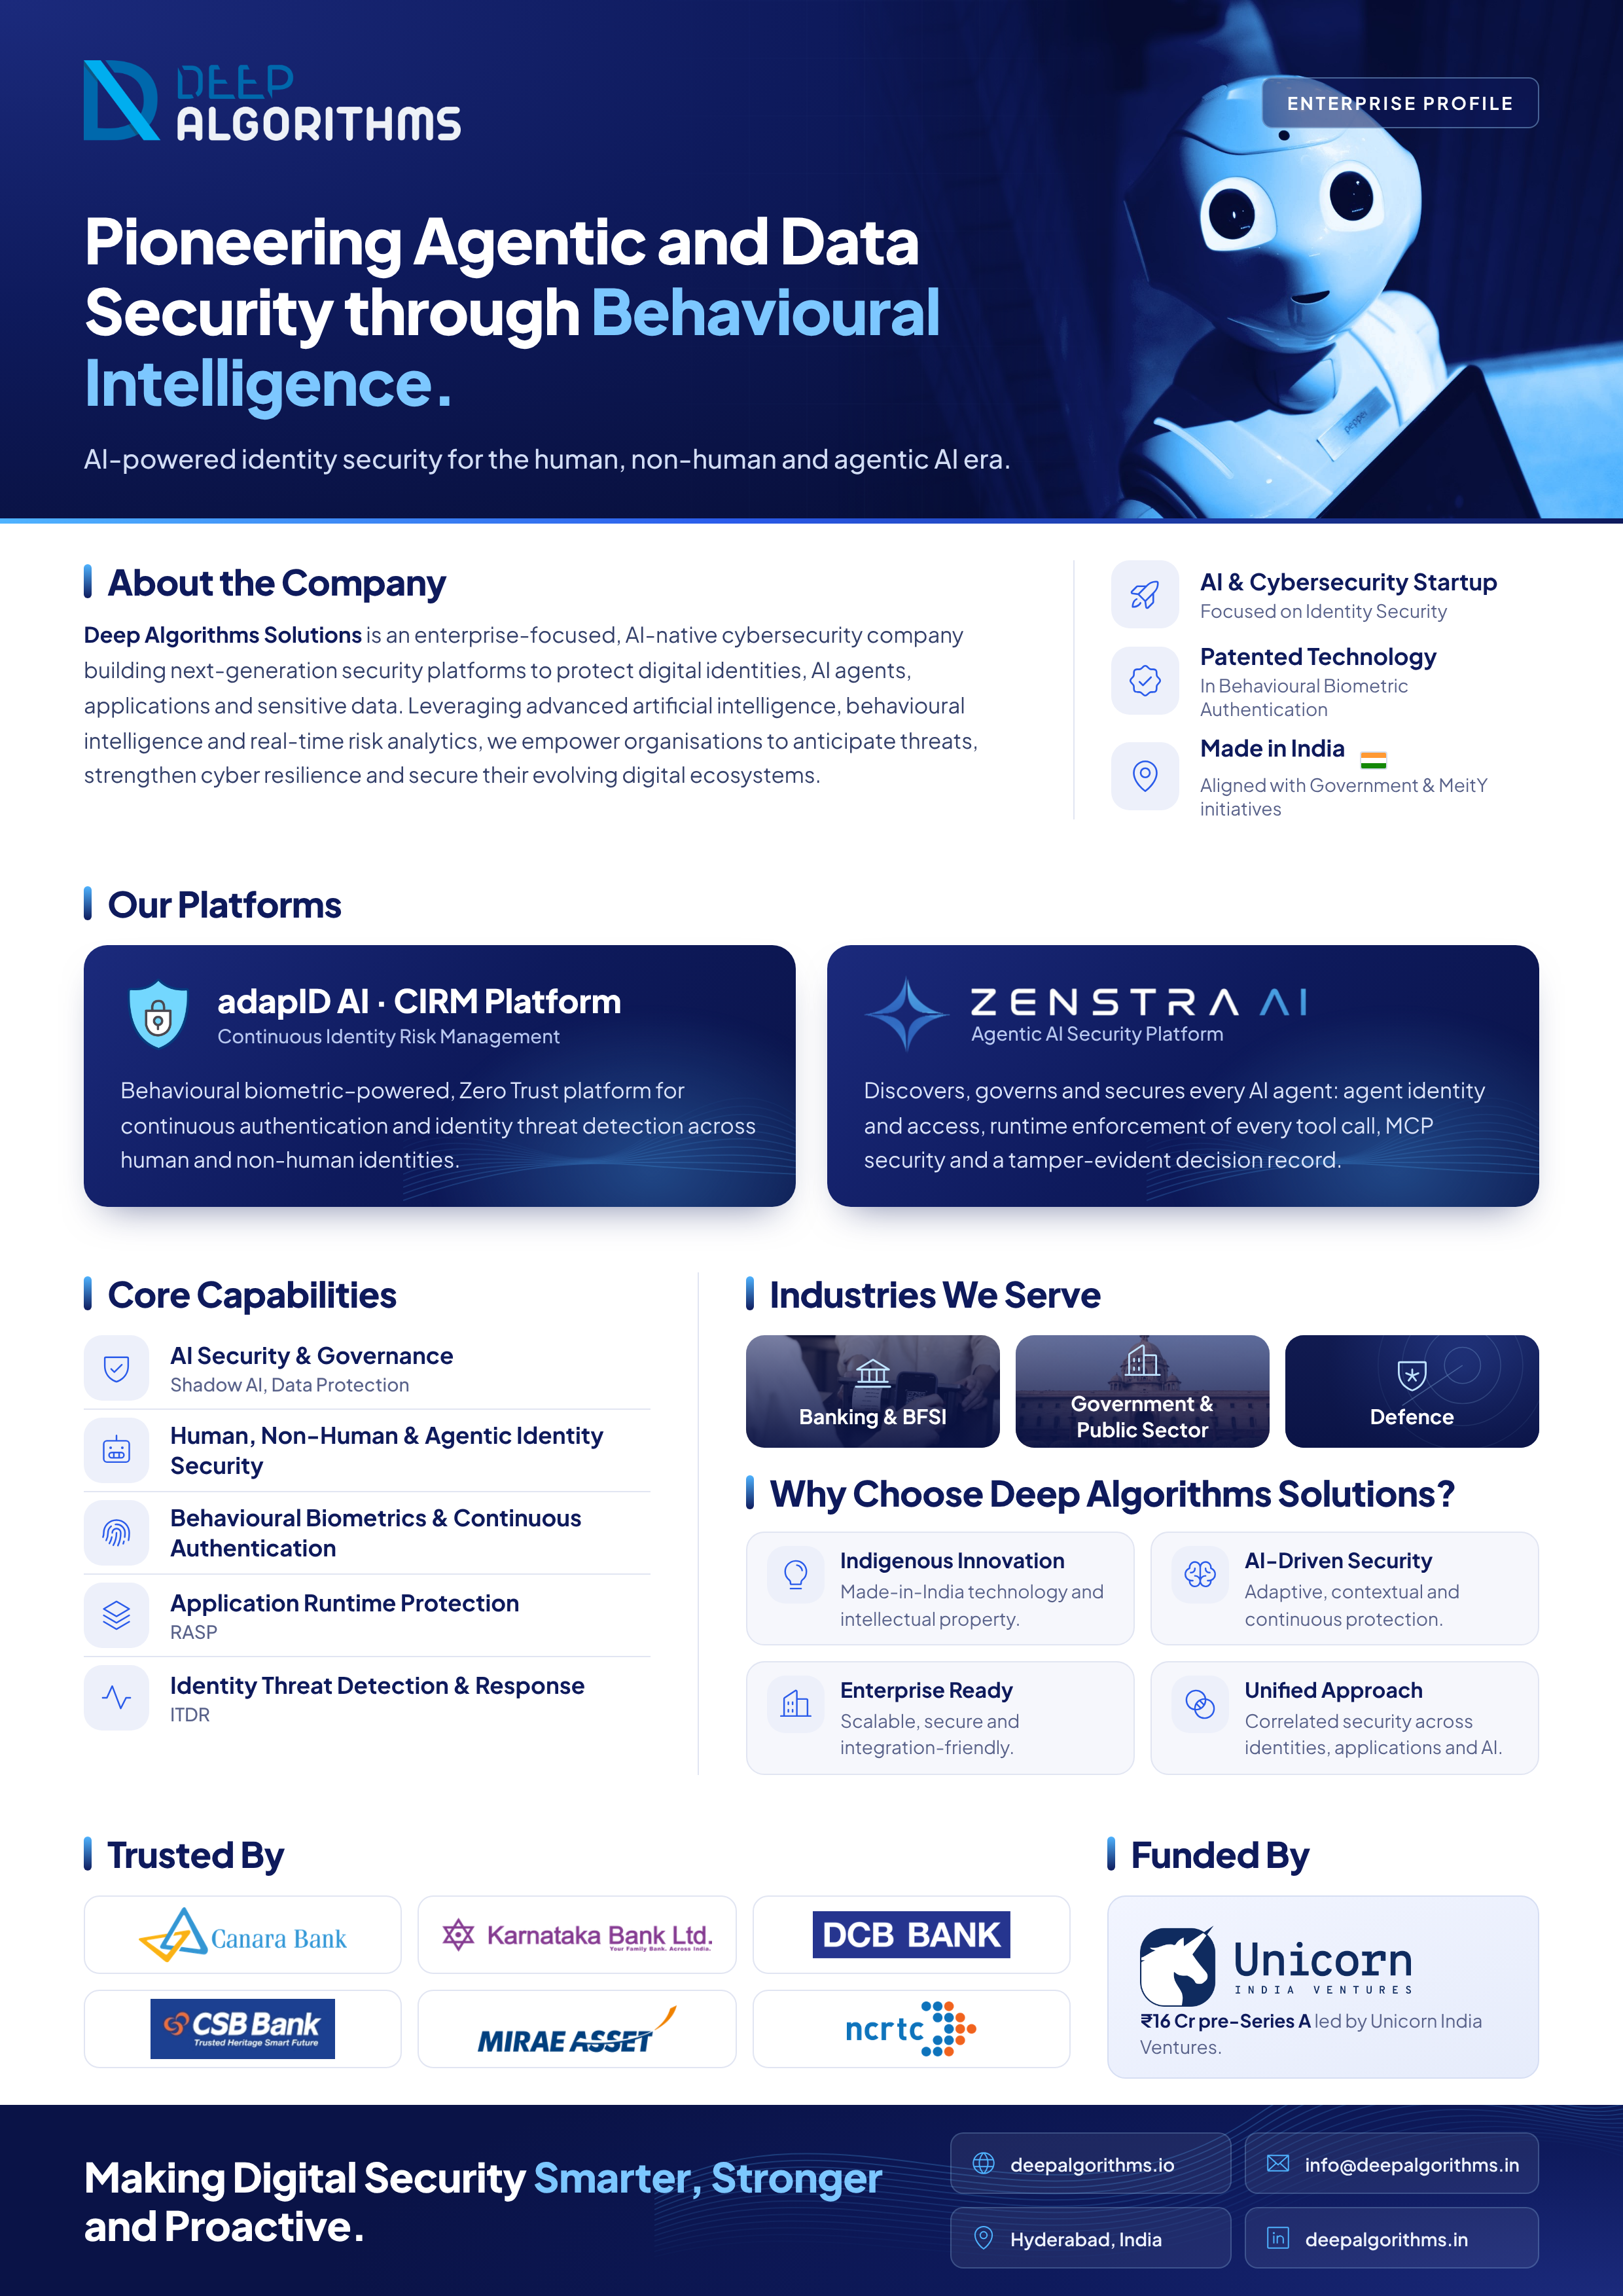 DEEP
ALGORITHMS
ENTERPRISE PROFILE
Pioneering Agentic and Data
Security through Behavioural
Intelligence.
AI-powered identity security for the human, non-human and agentic AI era.
pepper
About the Company
Deep Algorithms Solutions is an enterprise-focused, AI-native cybersecurity company
building next-generation security platforms to protect digital identities, AI agents,
applications and sensitive data. Leveraging advanced artificial intelligence, behavioural
intelligence and real-time risk analytics, we empower organisations to anticipate threats,
strengthen cyber resilience and secure their evolving digital ecosystems.
AI & Cybersecurity Startup
Focused on Identity Security
Patented Technology
In Behavioural Biometric
Authentication
Made in India
Aligned with Government & MeitY
initiatives
Our Platforms
adapID AI · CIRM Platform
Continuous Identity Risk Management
Behavioural biometric-powered, Zero Trust platform for
continuous authentication and identity threat detection across
human and non-human identities.
ZENSTRA AI
Agentic AI Security Platform
Discovers, governs and secures every AI agent: agent identity
and access, runtime enforcement of every tool call, MCP
security and a tamper-evident decision record.
Core Capabilities
AI Security & Governance
Shadow AI, Data Protection
Human, Non-Human & Agentic Identity
Security
Behavioural Biometrics & Continuous
Authentication
Application Runtime Protection
RASP
Identity Threat Detection & Response
ITDR
Industries We Serve
Banking & BFSI
Government &
Public Sector
Defence
Why Choose Deep Algorithms Solutions?
Indigenous Innovation
Made-in-India technology and
intellectual property.
AI-Driven Security
Adaptive, contextual and
continuous protection.
Enterprise Ready
Scalable, secure and
integration-friendly.
Unified Approach
Correlated security across
identities, applications and AI.
Trusted By
Canara Bank
Karnataka Bank Ltd.
Your Family Bank. Across India.
DCB BANK
CSB Bank
Trusted Heritage Smart Future
MIRAE ASSET
ncrtc
Funded By
Unicorn
INDIA VENTURES
₹16 Cr pre-Series A led by Unicorn India
Ventures.
Making Digital Security Smarter, Stronger
and Proactive.
deepalgorithms.io
info@deepalgorithms.in
Hyderabad, India
in
deepalgorithms.in